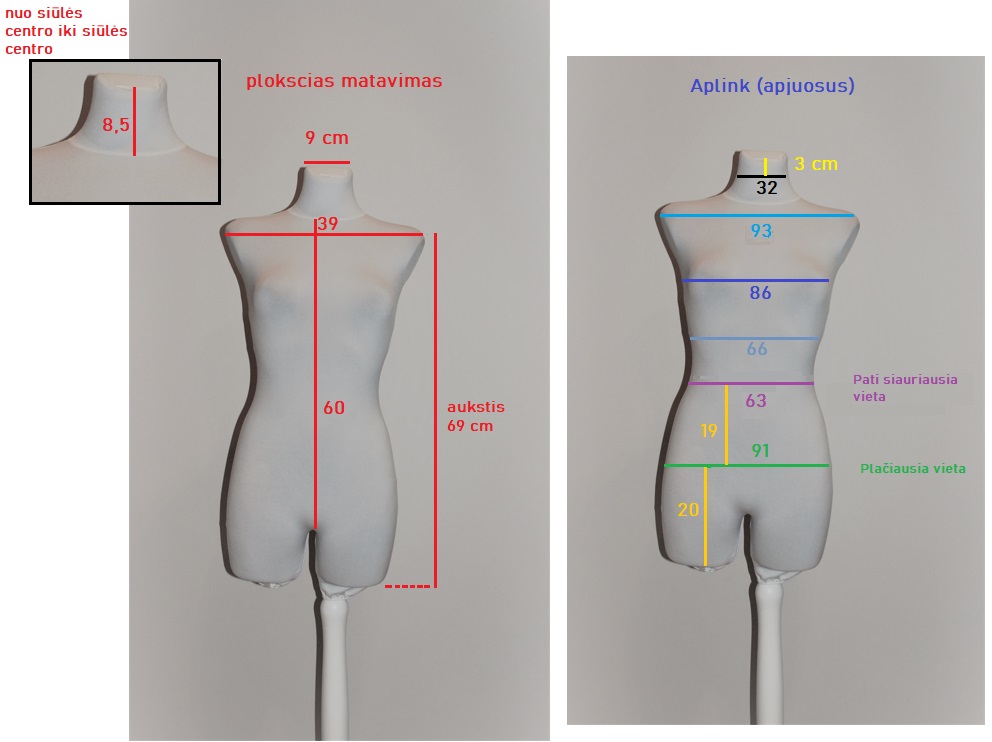 nuo siūlės
centro iki siūlės
centro
8,5
plokscias matavimas
9 cm
39
60
aukstis
69 cm
Aplink (apjuosus)
3 cm
32
93
86
66
Pati siauriausia
vieta
63
19
91
Plačiausia vieta
20